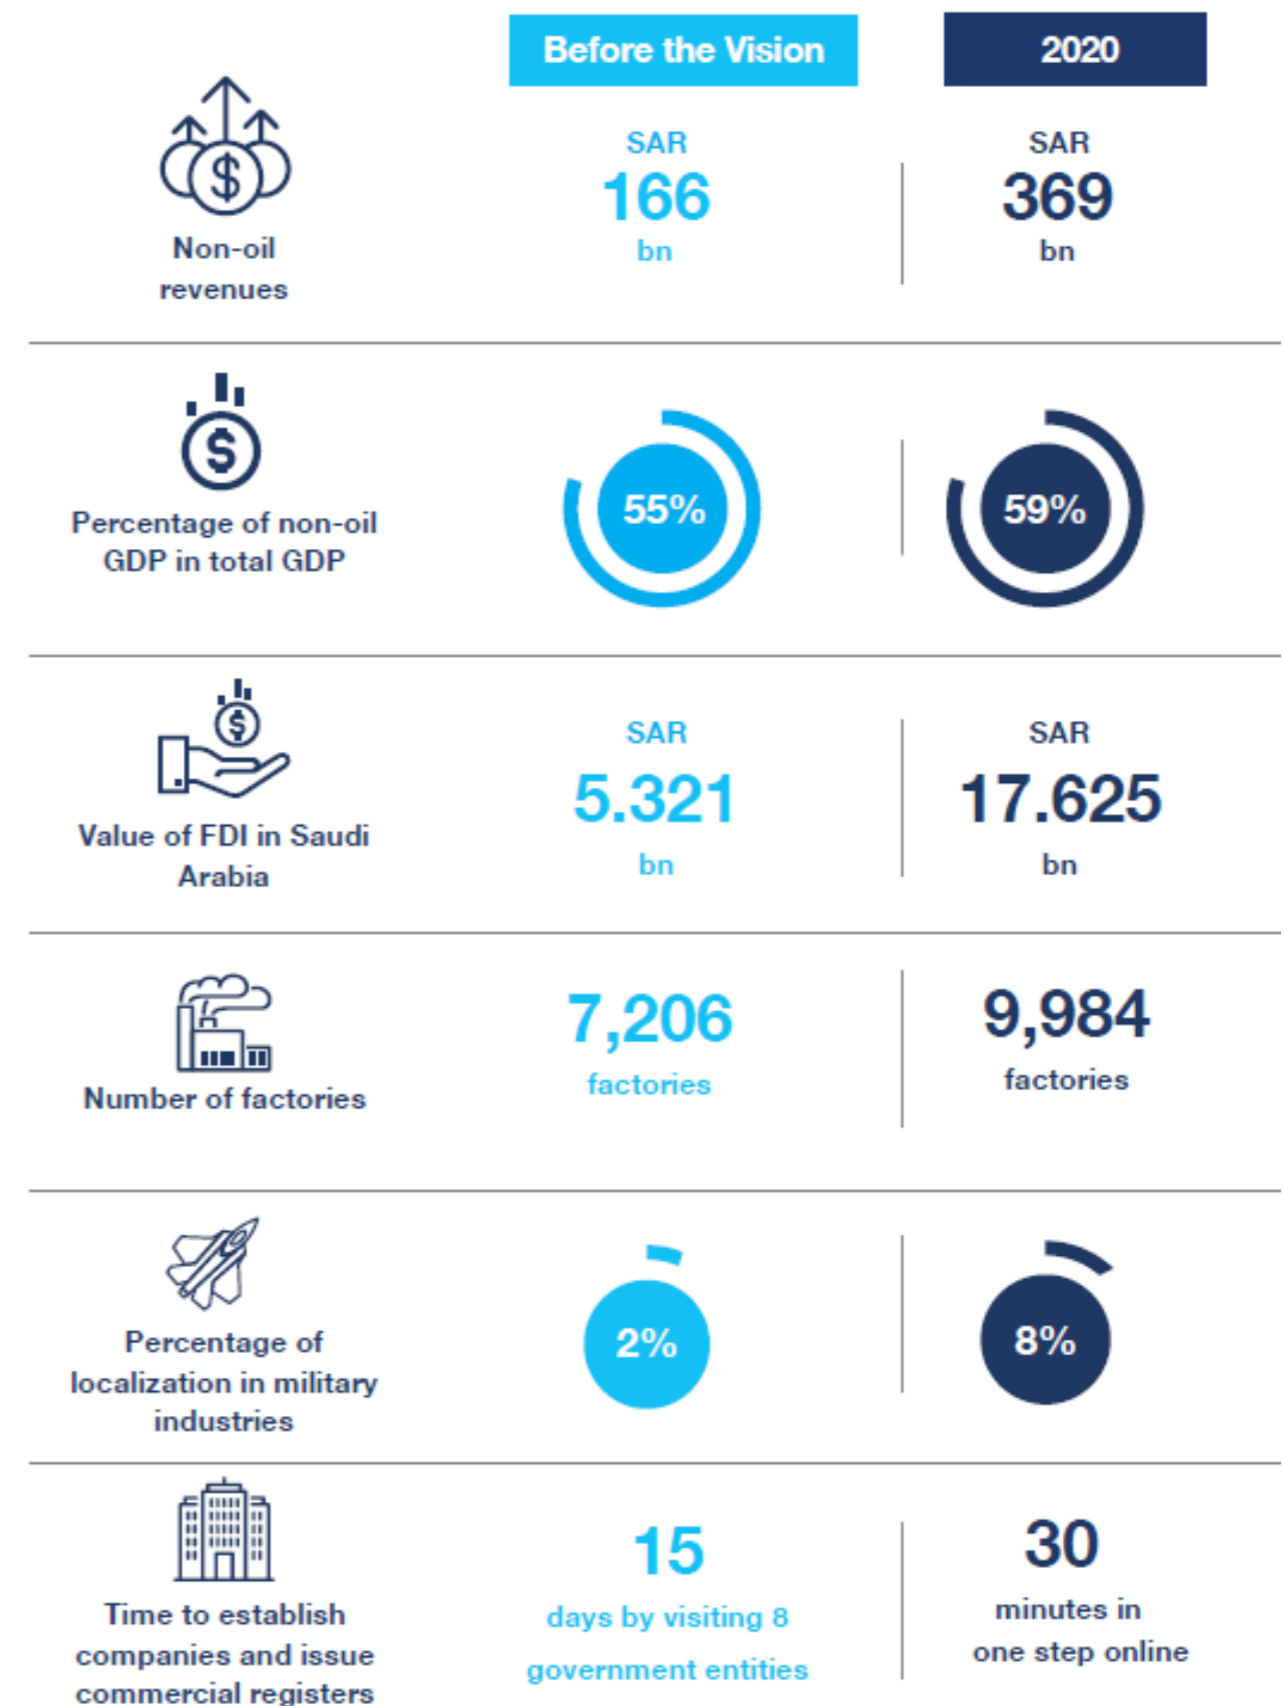 Before the Vision
2020
Non-oil
revenues
SAR
166
bn
SAR
369
bn
Percentage of non-oil
GDP in total GDP
55%
59%
Value of FDI in Saudi
Arabia
SAR
5.321
bn
SAR
17.625
bn
Number of factories
7,206
factories
9,984
factories
Percentage of
localization in military
industries
2%
8%
Time to establish
companies and issue
commercial registers
15
days by visiting 8
government entities
30
minutes in
one step online